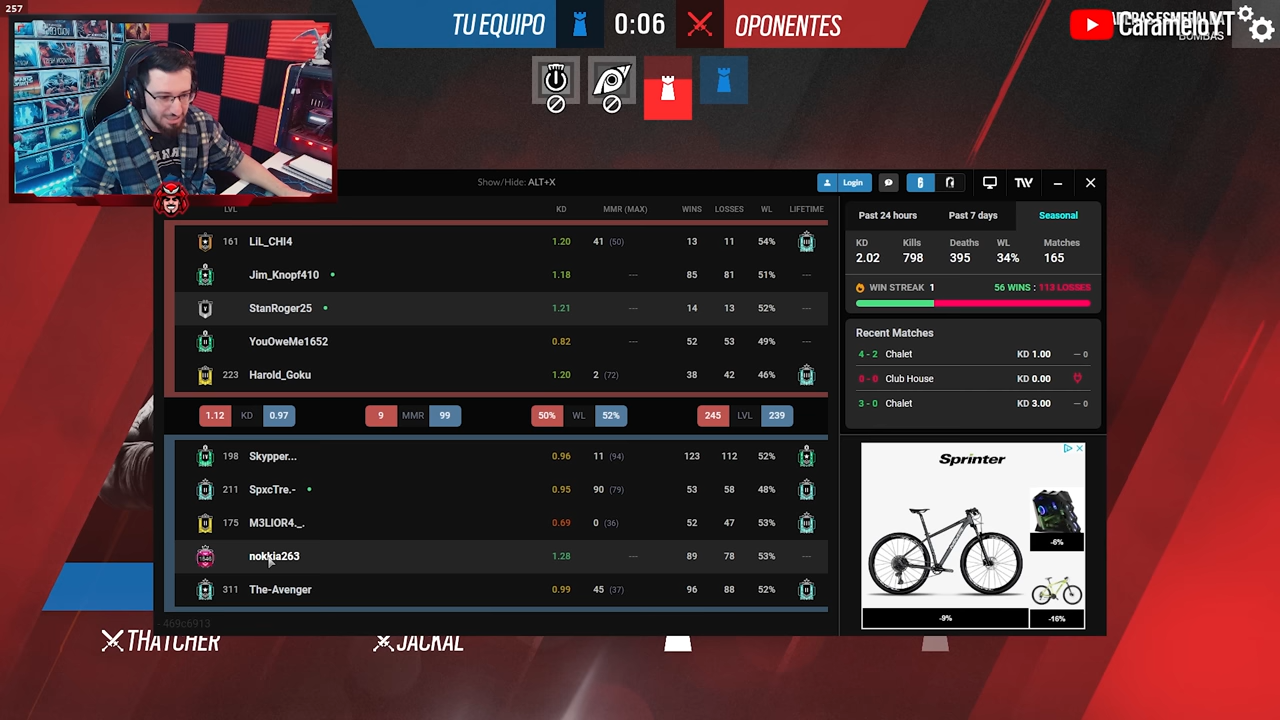 257
TU EQUIPO 0:06 OPONENTES
CarameloYT
BOMBAS
Show/Hide: ALT+X
Login
LVL KD MMR (MAX) WINS LOSSES WL LIFETIME
161 LiL_CHI4 1.20 41 (50) 13 11 54%
Jim_Knopf410 1.18 --- 85 81 51% ---
StanRoger25 1.21 --- 14 13 52% ---
YouOweMe1652 0.82 --- 52 53 49% ---
223 Harold_Goku 1.20 2 (72) 38 42 46%
1.12 KD 0.97 9 MMR 99 50% WL 52% 245 LVL 239
198 Skypper... 0.96 11 (94) 123 112 52%
211 SpxcTre.- 0.95 90 (79) 53 58 48%
175 M3LIOR4._. 0.69 0 (36) 52 47 53%
nokkia263 1.28 --- 89 78 53% ---
311 The-Avenger 0.99 45 (37) 96 88 52%
- 469c6913
Past 24 hours Past 7 days Seasonal
KD Kills Deaths WL Matches
2.02 798 395 34% 165
WIN STREAK 1 56 WINS : 113 LOSSES
Recent Matches
4 - 2 Chalet KD 1.00 — 0
0 - 0 Club House KD 0.00
3 - 0 Chalet KD 3.00 — 0
Sprinter
-6%
-9%
-16%
THATCHER JACKAL